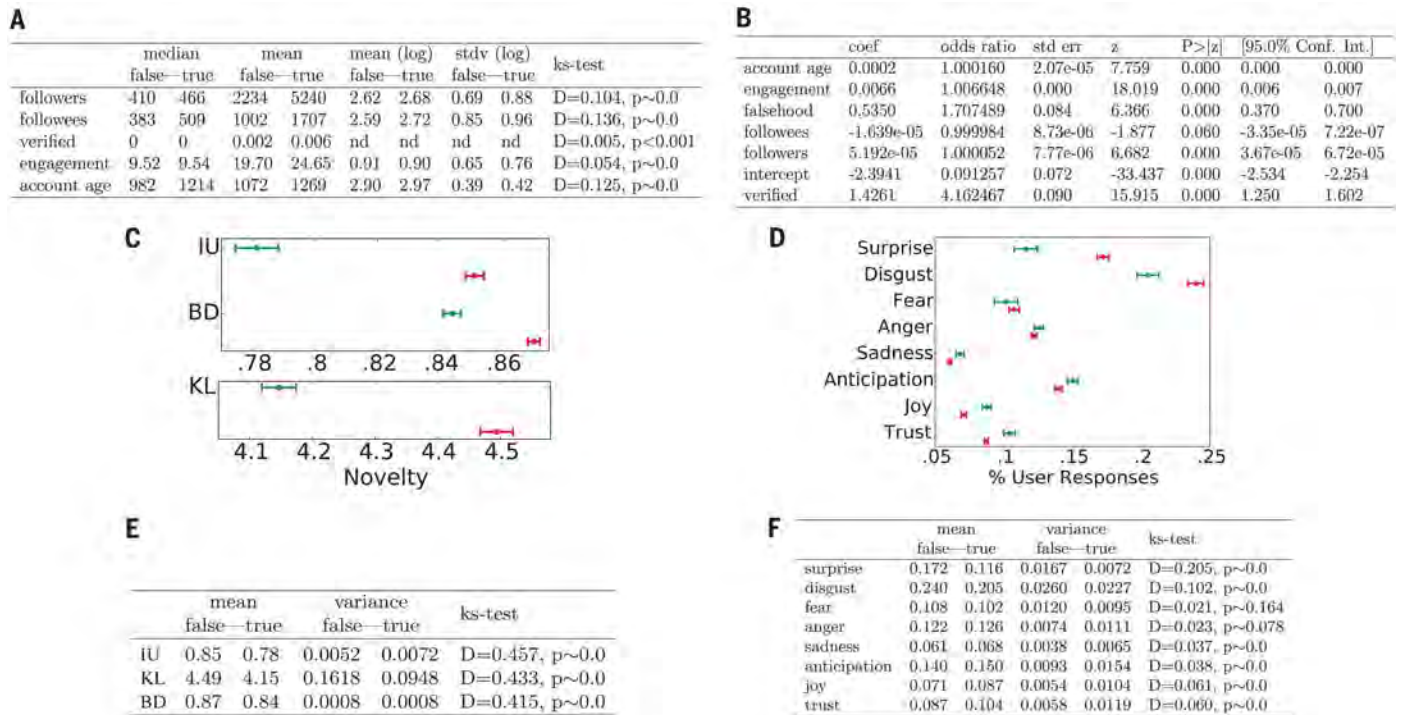 A
median mean mean (log) stdv (log) ks-test
false—true false—true false—true false—true
followers 410 466 2234 5240 2.62 2.68 0.69 0.88 D=0.104, p~0.0
followees 383 509 1002 1707 2.59 2.72 0.85 0.96 D=0.136, p~0.0
verified 0 0 0.002 0.006 nd nd nd nd D=0.005, p<0.001
engagement 9.52 9.54 19.70 24.65 0.91 0.90 0.65 0.76 D=0.054, p~0.0
account age 982 1214 1072 1269 2.90 2.97 0.39 0.42 D=0.125, p~0.0
B
coef odds ratio std err z P>|z| [95.0% Conf. Int.]
account age 0.0002 1.000160 2.07e-05 7.759 0.000 0.000 0.000
engagement 0.0066 1.006648 0.000 18.019 0.000 0.006 0.007
falsehood 0.5350 1.707489 0.084 6.366 0.000 0.370 0.700
followees -1.639e-05 0.999984 8.73e-06 -1.877 0.060 -3.35e-05 7.22e-07
followers 5.192e-05 1.000052 7.77e-06 6.682 0.000 3.67e-05 6.72e-05
intercept -2.3941 0.091257 0.072 -33.437 0.000 -2.534 -2.254
verified 1.4261 4.162467 0.090 15.915 0.000 1.250 1.602
C
IU
BD
.78 .8 .82 .84 .86
KL
4.1 4.2 4.3 4.4 4.5
Novelty
D
Surprise
Disgust
Fear
Anger
Sadness
Anticipation
Joy
Trust
.05 .1 .15 .2 .25
% User Responses
E
mean variance ks-test
false—true false—true
IU 0.85 0.78 0.0052 0.0072 D=0.457, p~0.0
KL 4.49 4.15 0.1618 0.0948 D=0.433, p~0.0
BD 0.87 0.84 0.0008 0.0008 D=0.415, p~0.0
F
mean variance ks-test
false—true false—true
surprise 0.172 0.116 0.0167 0.0072 D=0.205, p~0.0
disgust 0.240 0.205 0.0260 0.0227 D=0.102, p~0.0
fear 0.108 0.102 0.0120 0.0095 D=0.021, p~0.164
anger 0.122 0.126 0.0074 0.0111 D=0.023, p~0.078
sadness 0.061 0.068 0.0038 0.0065 D=0.037, p~0.0
anticipation 0.140 0.150 0.0093 0.0154 D=0.038, p~0.0
joy 0.071 0.087 0.0054 0.0104 D=0.061, p~0.0
trust 0.087 0.104 0.0058 0.0119 D=0.060, p~0.0